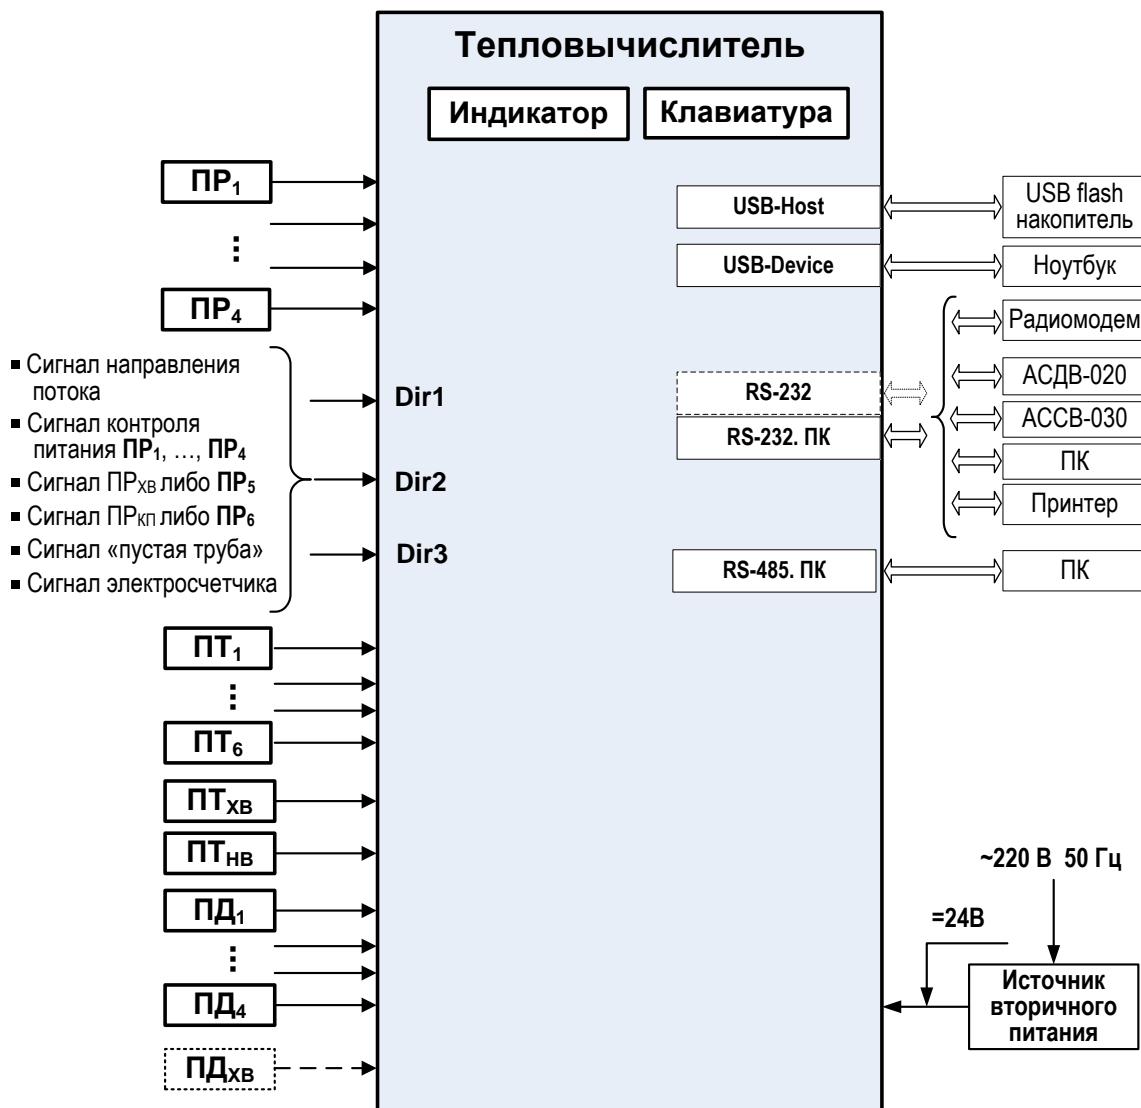 Тепловычислитель
Индикатор
Клавиатура
ПР1
⋮
ПР4
▪ Сигнал направления
потока
▪ Сигнал контроля
питания ПР1, …, ПР4
▪ Сигнал ПРХВ либо ПР5
▪ Сигнал ПРКП либо ПР6
▪ Сигнал «пустая труба»
▪ Сигнал электросчетчика
Dir1
Dir2
Dir3
ПТ1
⋮
ПТ6
ПТХВ
ПТНВ
ПД1
⋮
ПД4
ПДХВ
USB-Host
USB-Device
RS-232
RS-232. ПК
RS-485. ПК
USB flash
накопитель
Ноутбук
Радиомодем
АСДВ-020
АССВ-030
ПК
Принтер
ПК
~220 В 50 Гц
=24В
Источник
вторичного
питания